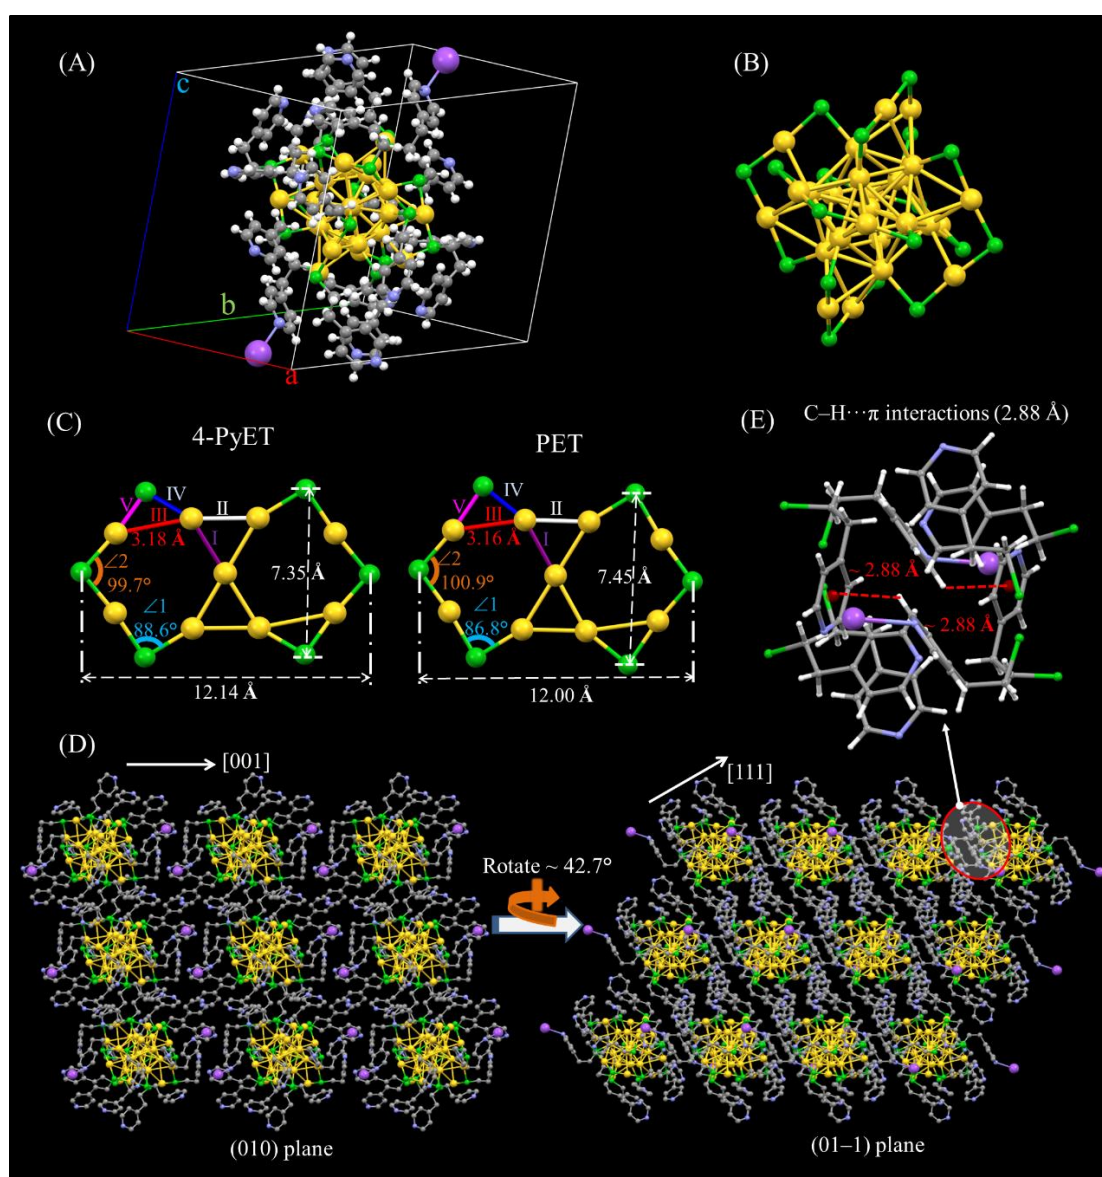 (A)
c
b
a
(B)
(C)
4-PyET
V
IV
III
II
I
3.18 Å
∠2
99.7°
∠1
88.6°
7.35 Å
12.14 Å
PET
V
IV
III
II
I
3.16 Å
∠2
100.9°
∠1
86.8°
7.45 Å
12.00 Å
(E)
C–H···π interactions (2.88 Å)
~ 2.88 Å
~ 2.88 Å
(D)
[001]
(010) plane
Rotate ~ 42.7°
[111]
(01–1) plane